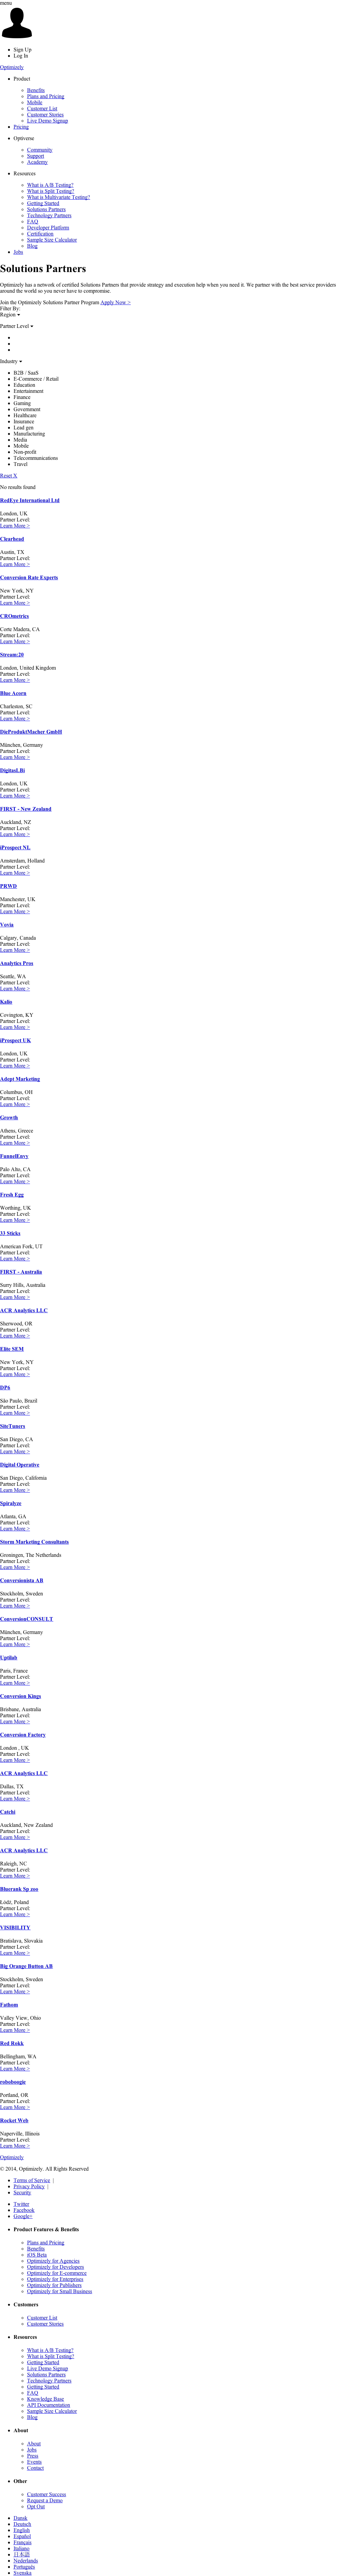 menu
Sign Up
Log In
Optimizely
Product
Benefits
Plans and Pricing
Mobile
Customer List
Customer Stories
Live Demo Signup
Pricing
Optiverse
Community
Support
Academy
Resources
What is A/B Testing?
What is Split Testing?
What is Multivariate Testing?
Getting Started
Solutions Partners
Technology Partners
FAQ
Developer Platform
Certification
Sample Size Calculator
Blog
Jobs
Solutions Partners
Optimizely has a network of certified Solutions Partners that provide strategy and execution help when you need it. We partner with the best service providers
around the world so you never have to compromise.
Join the Optimizely Solutions Partner Program Apply Now >
Filter By:
Region
Partner Level
Industry
B2B / SaaS
E-Commerce / Retail
Education
Entertainment
Finance
Gaming
Government
Healthcare
Insurance
Lead gen
Manufacturing
Media
Mobile
Non-profit
Telecommunications
Travel
Reset X
No results found
RedEye International Ltd
London, UK
Partner Level:
Learn More >
Clearhead
Austin, TX
Partner Level:
Learn More >
Conversion Rate Experts
New York, NY
Partner Level:
Learn More >
CROmetrics
Corte Madera, CA
Partner Level:
Learn More >
Stream:20
London, United Kingdom
Partner Level:
Learn More >
Blue Acorn
Charleston, SC
Partner Level:
Learn More >
DieProduktMacher GmbH
München, Germany
Partner Level:
Learn More >
DigitasLBi
London, UK
Partner Level:
Learn More >
FIRST - New Zealand
Auckland, NZ
Partner Level:
Learn More >
iProspect NL
Amsterdam, Holland
Partner Level:
Learn More >
PRWD
Manchester, UK
Partner Level:
Learn More >
Vovia
Calgary, Canada
Partner Level:
Learn More >
Analytics Pros
Seattle, WA
Partner Level:
Learn More >
Kalio
Covington, KY
Partner Level:
Learn More >
iProspect UK
London, UK
Partner Level:
Learn More >
Adept Marketing
Columbus, OH
Partner Level:
Learn More >
Growth
Athens, Greece
Partner Level:
Learn More >
FunnelEnvy
Palo Alto, CA
Partner Level:
Learn More >
Fresh Egg
Worthing, UK
Partner Level:
Learn More >
33 Sticks
American Fork, UT
Partner Level:
Learn More >
FIRST - Australia
Surry Hills, Australia
Partner Level:
Learn More >
ACR Analytics LLC
Sherwood, OR
Partner Level:
Learn More >
Elite SEM
New York, NY
Partner Level:
Learn More >
DP6
São Paulo, Brazil
Partner Level:
Learn More >
SiteTuners
San Diego, CA
Partner Level:
Learn More >
Digital Operative
San Diego, California
Partner Level:
Learn More >
Spiralyze
Atlanta, GA
Partner Level:
Learn More >
Storm Marketing Consultants
Groningen, The Netherlands
Partner Level:
Learn More >
Conversionista AB
Stockholm, Sweden
Partner Level:
Learn More >
ConversionCONSULT
München, Germany
Partner Level:
Learn More >
Uptilab
Paris, France
Partner Level:
Learn More >
Conversion Kings
Brisbane, Australia
Partner Level:
Learn More >
Conversion Factory
London , UK
Partner Level:
Learn More >
ACR Analytics LLC
Dallas, TX
Partner Level:
Learn More >
Catchi
Auckland, New Zealand
Partner Level:
Learn More >
ACR Analytics LLC
Raleigh, NC
Partner Level:
Learn More >
Bluerank Sp zoo
Łódź, Poland
Partner Level:
Learn More >
VISIBILITY
Bratislava, Slovakia
Partner Level:
Learn More >
Big Orange Button AB
Stockholm, Sweden
Partner Level:
Learn More >
Fathom
Valley View, Ohio
Partner Level:
Learn More >
Red Rokk
Bellingham, WA
Partner Level:
Learn More >
roboboogie
Portland, OR
Partner Level:
Learn More >
Rocket Web
Naperville, Illinois
Partner Level:
Learn More >
Optimizely
© 2014, Optimizely. All Rights Reserved
Terms of Service |
Privacy Policy |
Security
Twitter
Facebook
Google+
Product Features & Benefits
Plans and Pricing
Benefits
iOS Beta
Optimizely for Agencies
Optimizely for Developers
Optimizely for E-commerce
Optimizely for Enterprises
Optimizely for Publishers
Optimizely for Small Business
Customers
Customer List
Customer Stories
Resources
What is A/B Testing?
What is Split Testing?
Getting Started
Live Demo Signup
Solutions Partners
Technology Partners
Getting Started
FAQ
Knowledge Base
API Documentation
Sample Size Calculator
Blog
About
About
Jobs
Press
Events
Contact
Other
Customer Success
Request a Demo
Opt Out
Dansk
Deutsch
English
Español
Français
Italiano
日本語
Nederlands
Português
Svenska